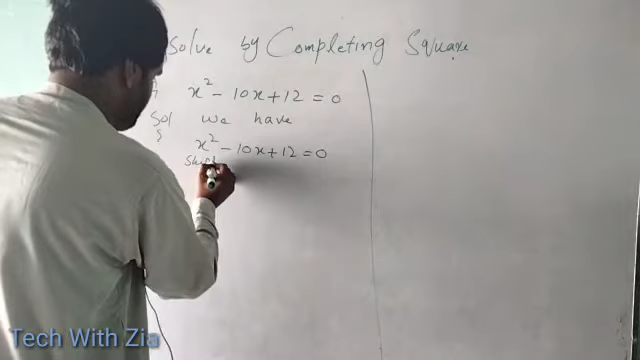 Solve by Completing Square
x² - 10x + 12 = 0
Sol we have
x² - 10x + 12 = 0
Tech With Zia